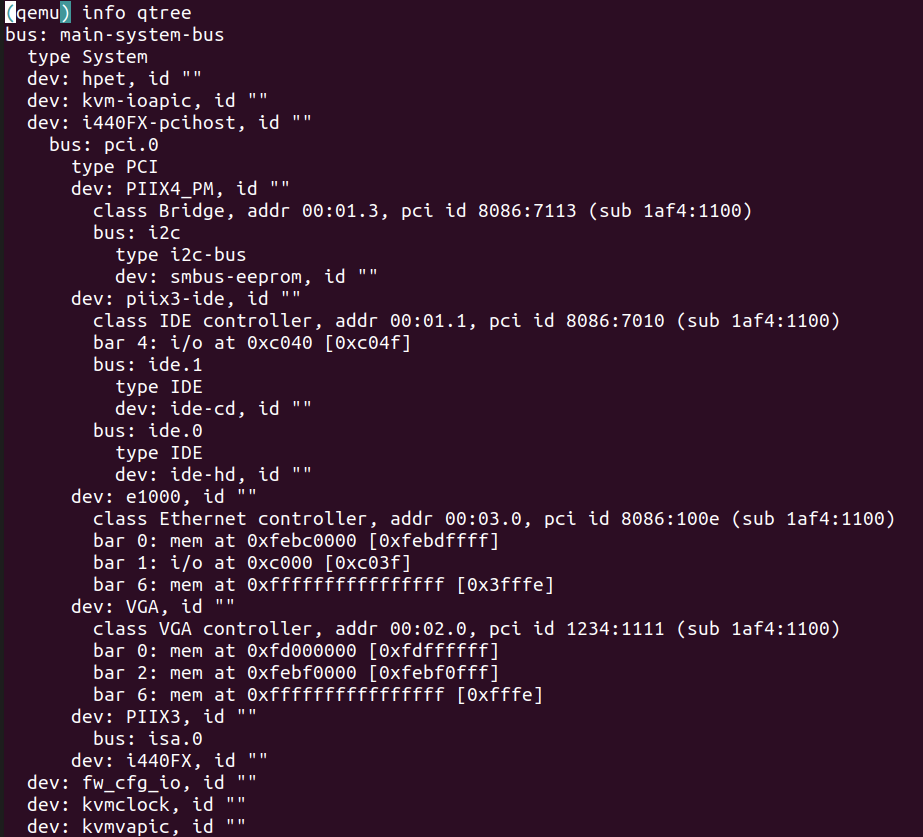 (qemu) info qtree
bus: main-system-bus
  type System
  dev: hpet, id ""
  dev: kvm-ioapic, id ""
  dev: i440FX-pcihost, id ""
    bus: pci.0
      type PCI
      dev: PIIX4_PM, id ""
        class Bridge, addr 00:01.3, pci id 8086:7113 (sub 1af4:1100)
        bus: i2c
          type i2c-bus
          dev: smbus-eeprom, id ""
      dev: piix3-ide, id ""
        class IDE controller, addr 00:01.1, pci id 8086:7010 (sub 1af4:1100)
        bar 4: i/o at 0xc040 [0xc04f]
        bus: ide.1
          type IDE
          dev: ide-cd, id ""
        bus: ide.0
          type IDE
          dev: ide-hd, id ""
      dev: e1000, id ""
        class Ethernet controller, addr 00:03.0, pci id 8086:100e (sub 1af4:1100)
        bar 0: mem at 0xfebc0000 [0xfebdffff]
        bar 1: i/o at 0xc000 [0xc03f]
        bar 6: mem at 0xffffffffffffffff [0x3fffe]
      dev: VGA, id ""
        class VGA controller, addr 00:02.0, pci id 1234:1111 (sub 1af4:1100)
        bar 0: mem at 0xfd000000 [0xfdffffff]
        bar 2: mem at 0xfebf0000 [0xfebf0fff]
        bar 6: mem at 0xffffffffffffffff [0xfffe]
      dev: PIIX3, id ""
        bus: isa.0
      dev: i440FX, id ""
  dev: fw_cfg_io, id ""
  dev: kvmclock, id ""
  dev: kvmvapic, id ""